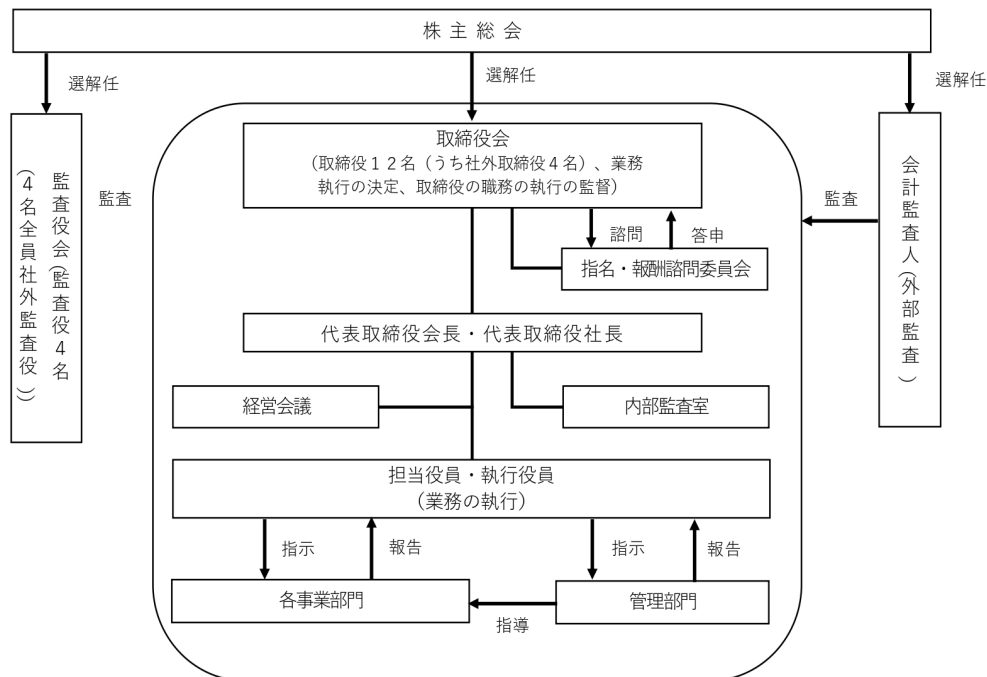 株主総会
選解任
選解任
選解任
取締役会
(取締役12名(うち社外取締役4名)、業務
執行の決定、取締役の職務の執行の監督)
監査役会(監査役4名
(4名全員社外監査役))
監査
会計監査人(外部監査)
監査
諮問
答申
指名・報酬諮問委員会
代表取締役会長・代表取締役社長
経営会議
内部監査室
担当役員・執行役員
(業務の執行)
指示
報告
指示
報告
各事業部門
管理部門
指導